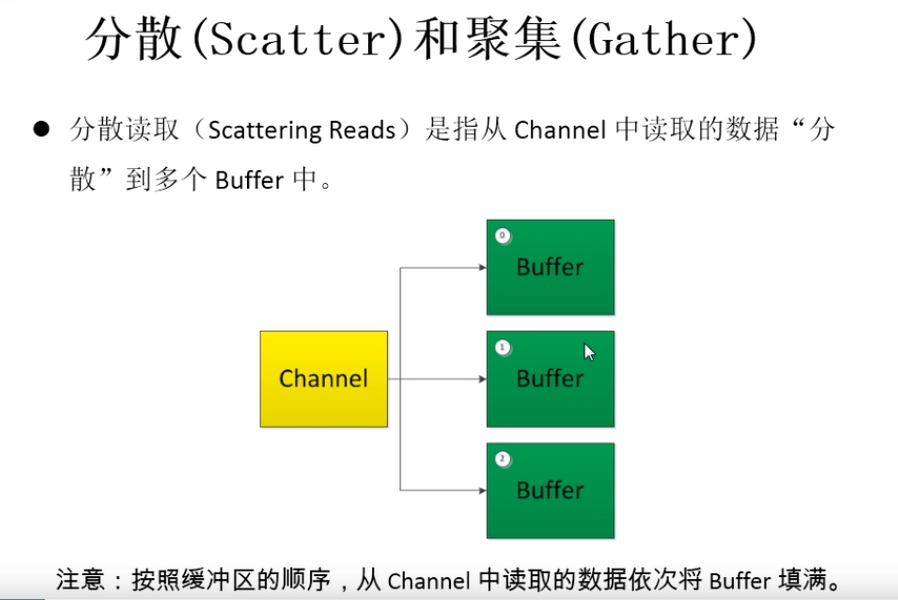 分散(Scatter)和聚集(Gather)
● 分散读取（Scattering Reads）是指从 Channel 中读取的数据“分
散”到多个 Buffer 中。
0
Buffer
Channel
1
Buffer
2
Buffer
注意：按照缓冲区的顺序，从 Channel 中读取的数据依次将 Buffer 填满。